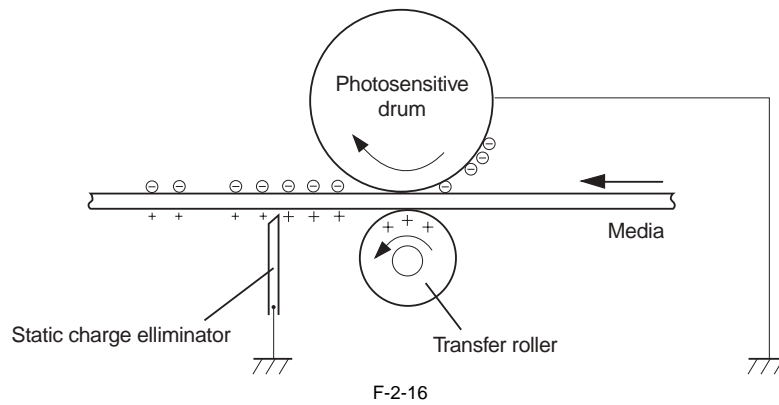 Photosensitive
drum
Media
Static charge elliminator
Transfer roller
F-2-16